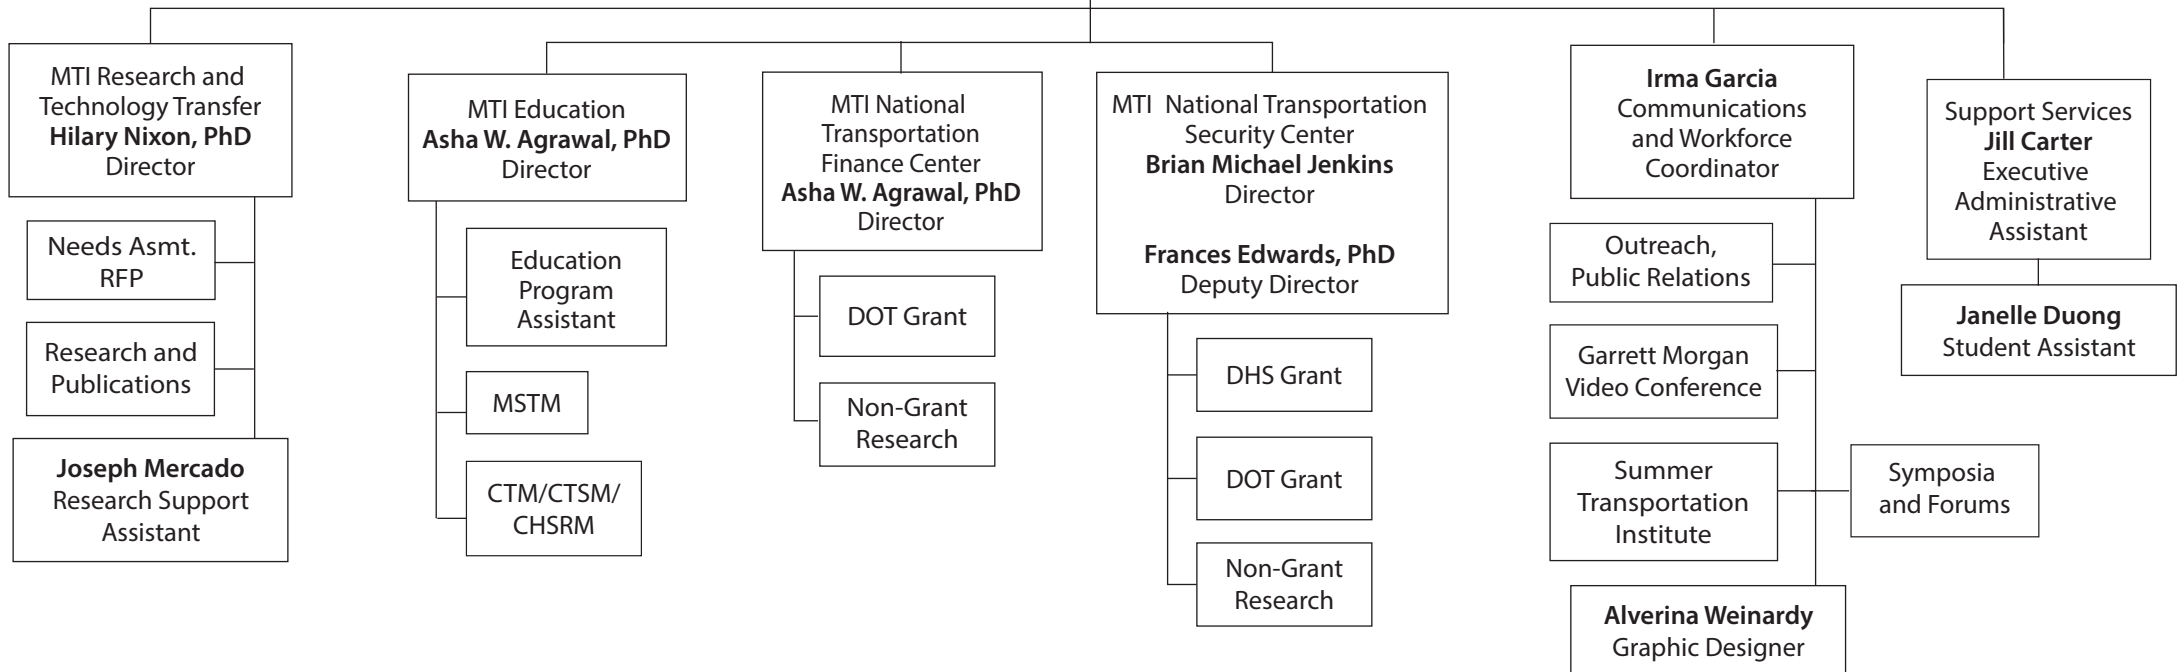 MTI Research and
Technology Transfer
Hilary Nixon, PhD
Director
Needs Asmt.
RFP
Research and
Publications
Joseph Mercado
Research Support
Assistant
MTI Education
Asha W. Agrawal, PhD
Director
Education
Program
Assistant
MSTM
CTM/CTSM/
CHSRM
MTI National
Transportation
Finance Center
Asha W. Agrawal, PhD
Director
DOT Grant
Non-Grant
Research
MTI National Transportation
Security Center
Brian Michael Jenkins
Director
Frances Edwards, PhD
Deputy Director
DHS Grant
DOT Grant
Non-Grant
Research
Irma Garcia
Communications
and Workforce
Coordinator
Outreach,
Public Relations
Garrett Morgan
Video Conference
Summer
Transportation
Institute
Symposia
and Forums
Alverina Weinardy
Graphic Designer
Support Services
Jill Carter
Executive
Administrative
Assistant
Janelle Duong
Student Assistant